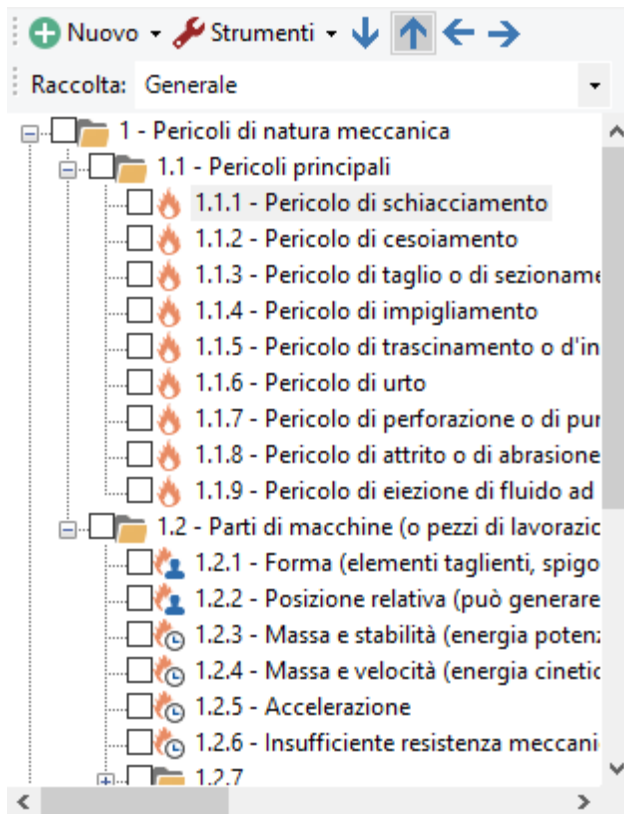 Nuovo Strumenti
Raccolta: Generale
1 - Pericoli di natura meccanica
1.1 - Pericoli principali
1.1.1 - Pericolo di schiacciamento
1.1.2 - Pericolo di cesoiamento
1.1.3 - Pericolo di taglio o di sezioname
1.1.4 - Pericolo di impigliamento
1.1.5 - Pericolo di trascinamento o d'in
1.1.6 - Pericolo di urto
1.1.7 - Pericolo di perforazione o di pur
1.1.8 - Pericolo di attrito o di abrasione
1.1.9 - Pericolo di eiezione di fluido ad
1.2 - Parti di macchine (o pezzi di lavorazic
1.2.1 - Forma (elementi taglienti, spigo
1.2.2 - Posizione relativa (può generare
1.2.3 - Massa e stabilità (energia poten
1.2.4 - Massa e velocità (energia cinetic
1.2.5 - Accelerazione
1.2.6 - Insufficiente resistenza meccani
1.2.7